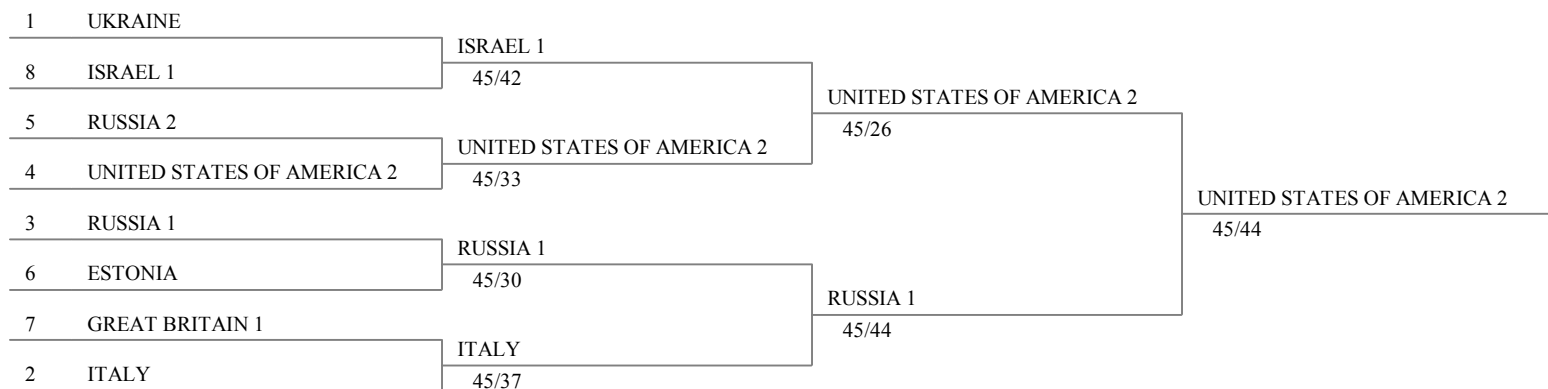 1 UKRAINE
8 ISRAEL 1
5 RUSSIA 2
4 UNITED STATES OF AMERICA 2
3 RUSSIA 1
6 ESTONIA
7 GREAT BRITAIN 1
2 ITALY
ISRAEL 1
45/42
UNITED STATES OF AMERICA 2
45/33
RUSSIA 1
45/30
ITALY
45/37
UNITED STATES OF AMERICA 2
45/26
RUSSIA 1
45/44
UNITED STATES OF AMERICA 2
45/44